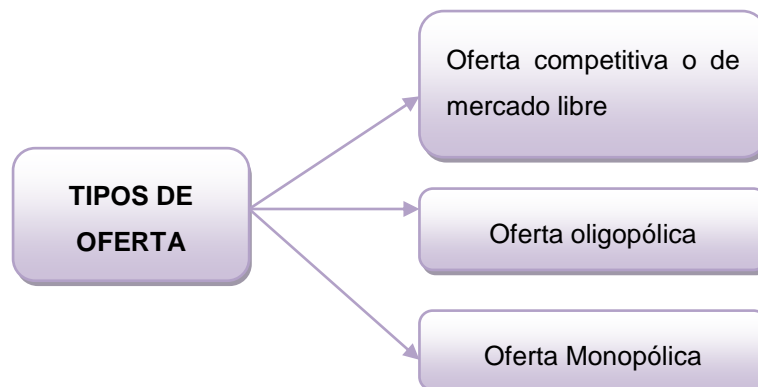 TIPOS DE
OFERTA
Oferta competitiva o de
mercado libre
Oferta oligopólica
Oferta Monopólica